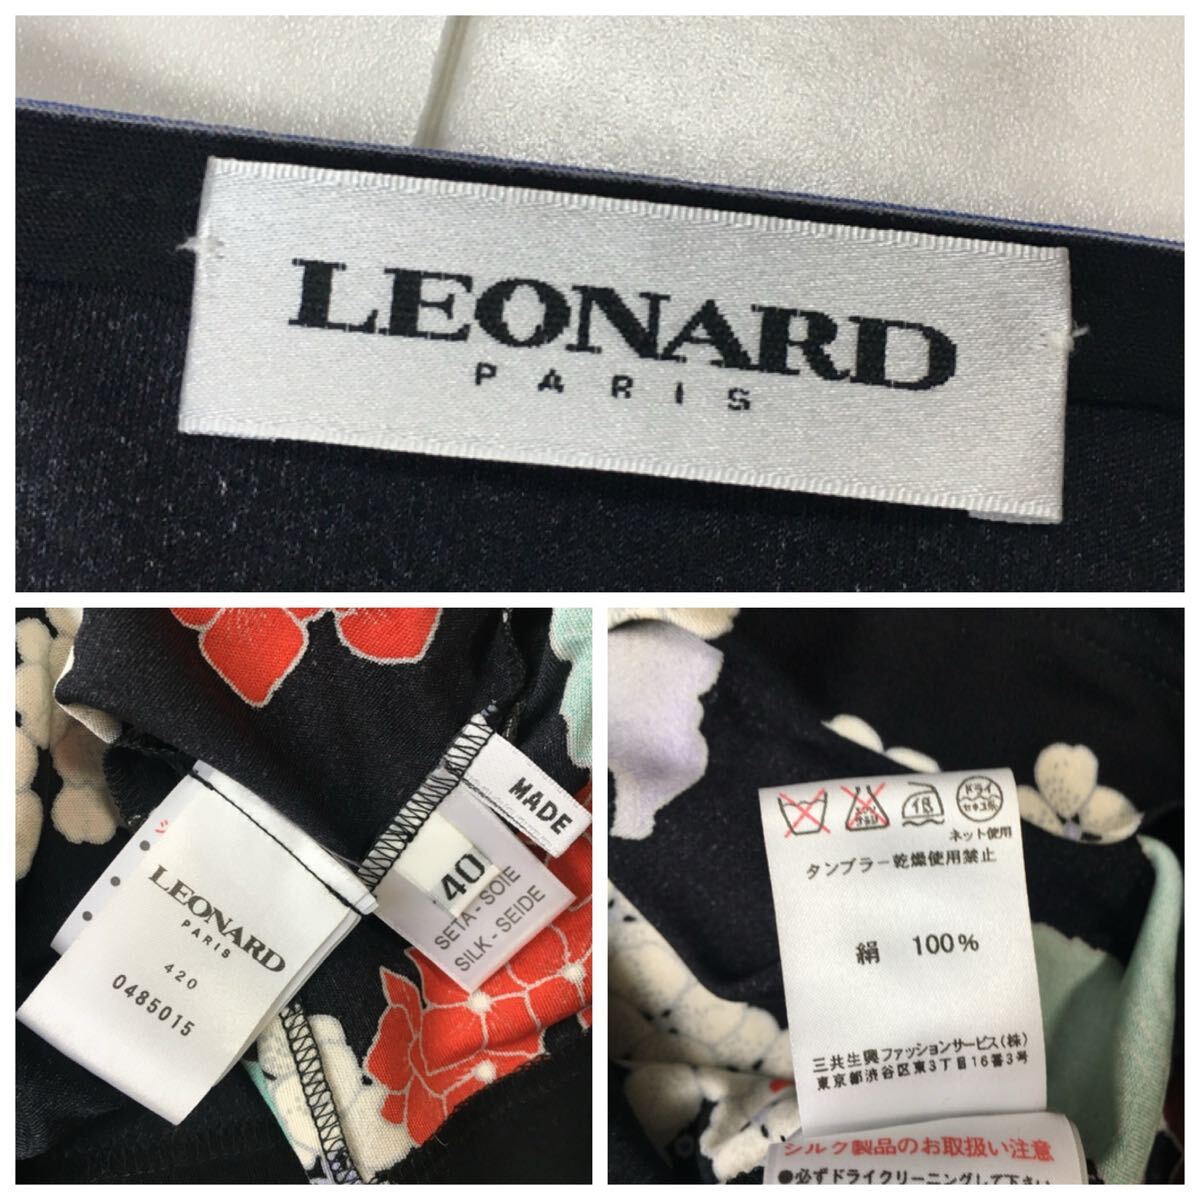 LEONARD
PARIS
LEONARD
PARIS
420
0485015
MADE
40
SETA - SOIE
SILK - SEIDE
ドライ
セキユ系
ネット使用
タンブラー乾燥使用禁止
絹 100%
三共生興ファッションサービス(株)
東京都渋谷区東3丁目16番3号
シルク製品のお取扱い注意
●必ずドライクリーニングして下さい